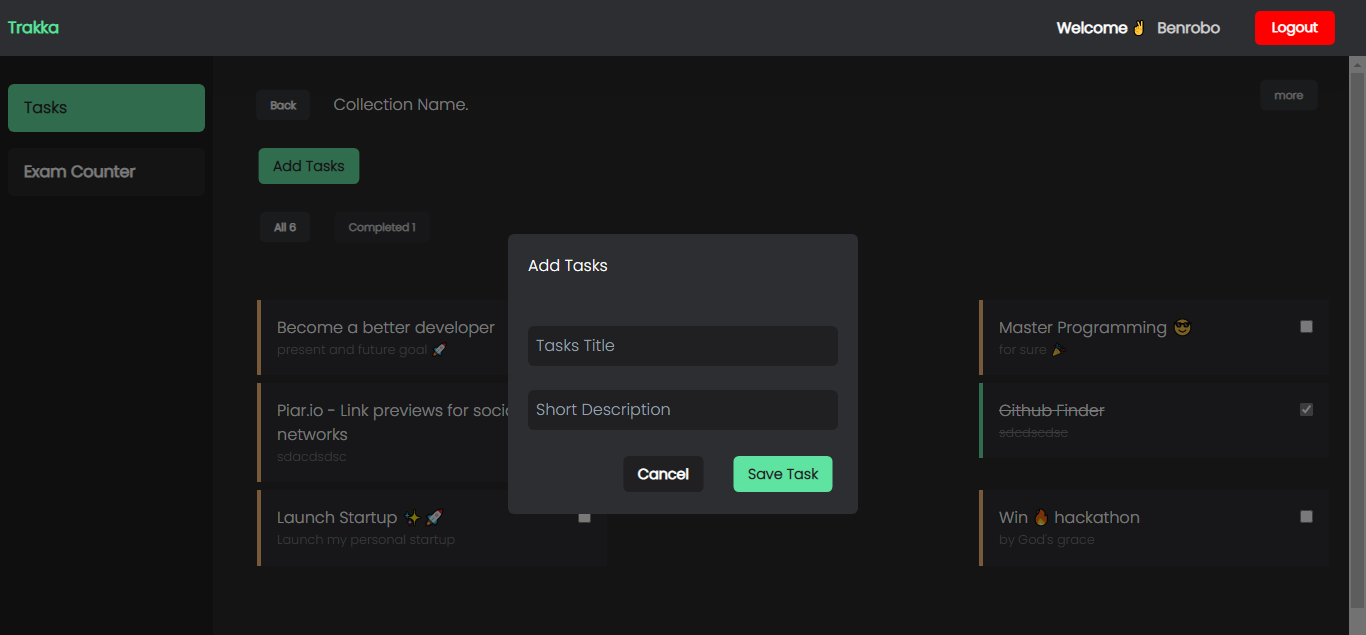 Trakka
Welcome ✌ Benrobo
Logout
Tasks
Exam Counter
Back
Collection Name.
more
Add Tasks
All 6
Completed 1
Add Tasks
Tasks Title
Short Description
Cancel
Save Task
Become a better developer
present and future goal 🚀
Master Programming 😎
for sure 🎉
Piar.io - Link previews for soci
networks
sdacdsdsc
Github Finder
sdcdscdsc
Launch Startup ✨ 🚀
Launch my personal startup
Win 🔥 hackathon
by God's grace